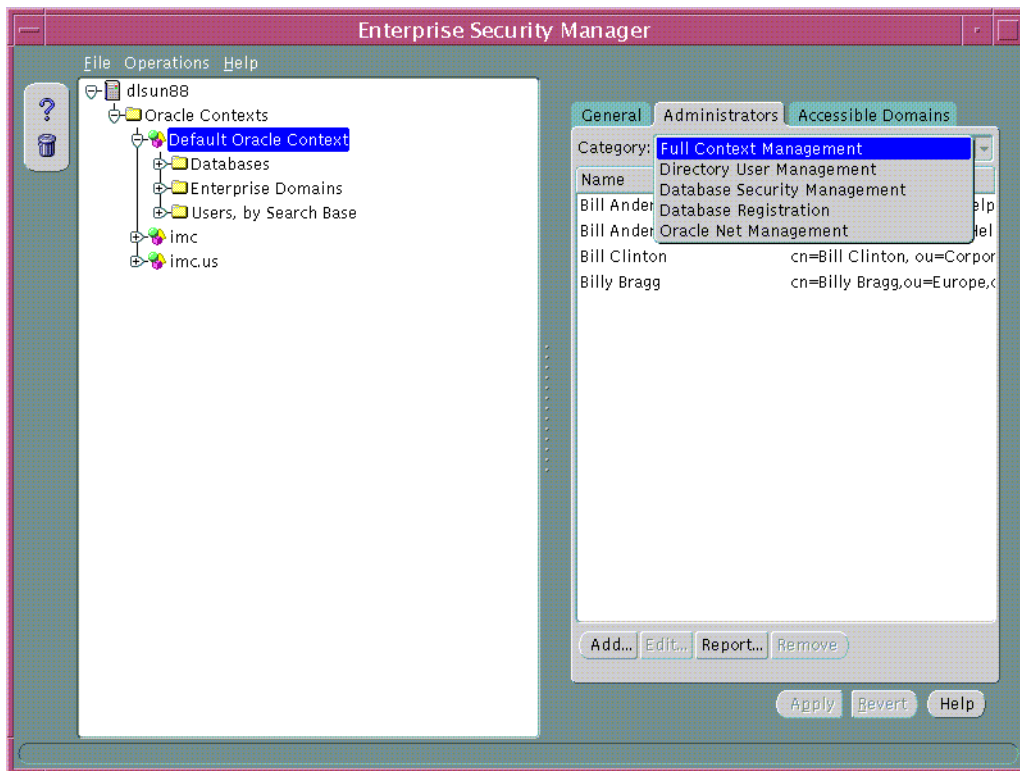 Enterprise Security Manager
File Operations Help
dlsun88
Oracle Contexts
Default Oracle Context
Databases
Enterprise Domains
Users, by Search Base
imc
imc.us
General Administrators Accessible Domains
Category: Full Context Management
Directory User Management
Database Security Management
Database Registration
Oracle Net Management
Name
Bill Ander
Bill Ander
Bill Clinton cn=Bill Clinton, ou=Corpor
Billy Bragg cn=Billy Bragg,ou=Europe,c
Add... Edit... Report... Remove
Apply Revert Help